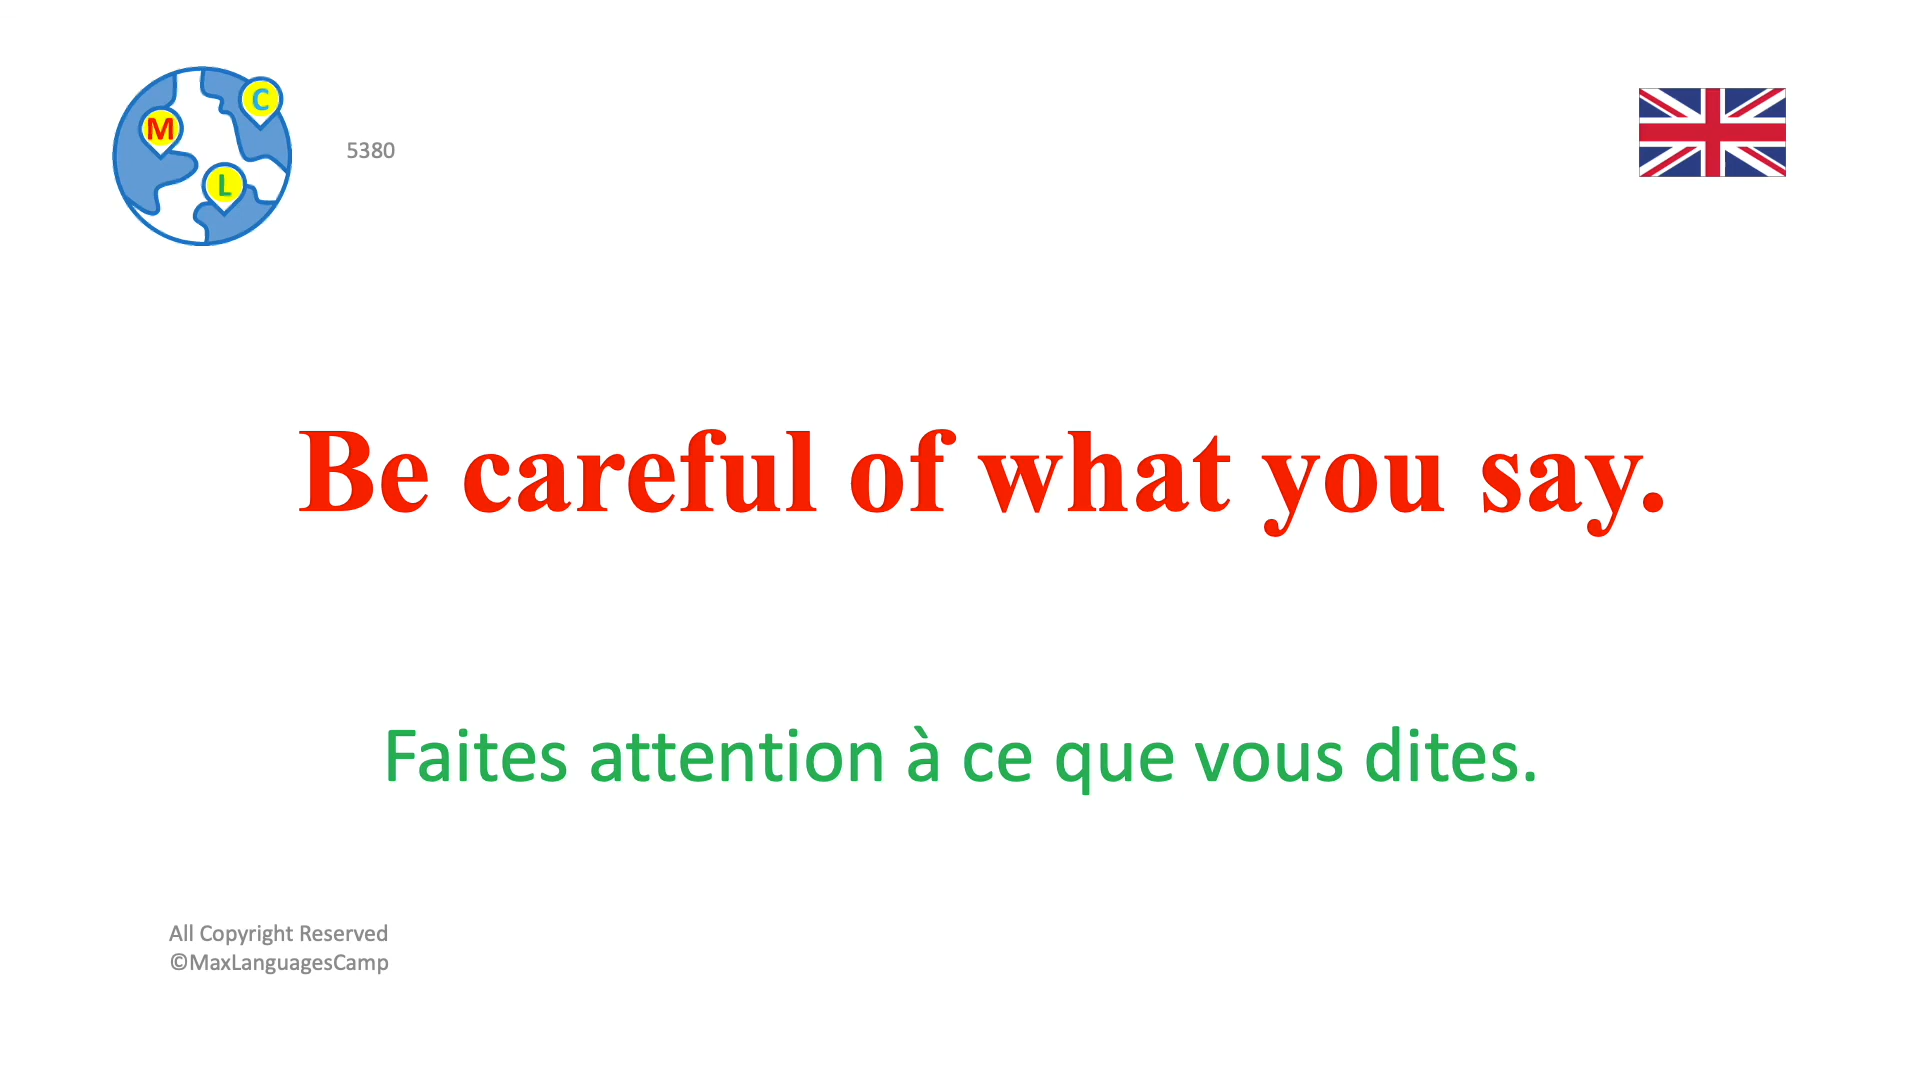 M
C
L
5380
Be careful of what you say.
Faites attention à ce que vous dites.
All Copyright Reserved
©MaxLanguagesCamp